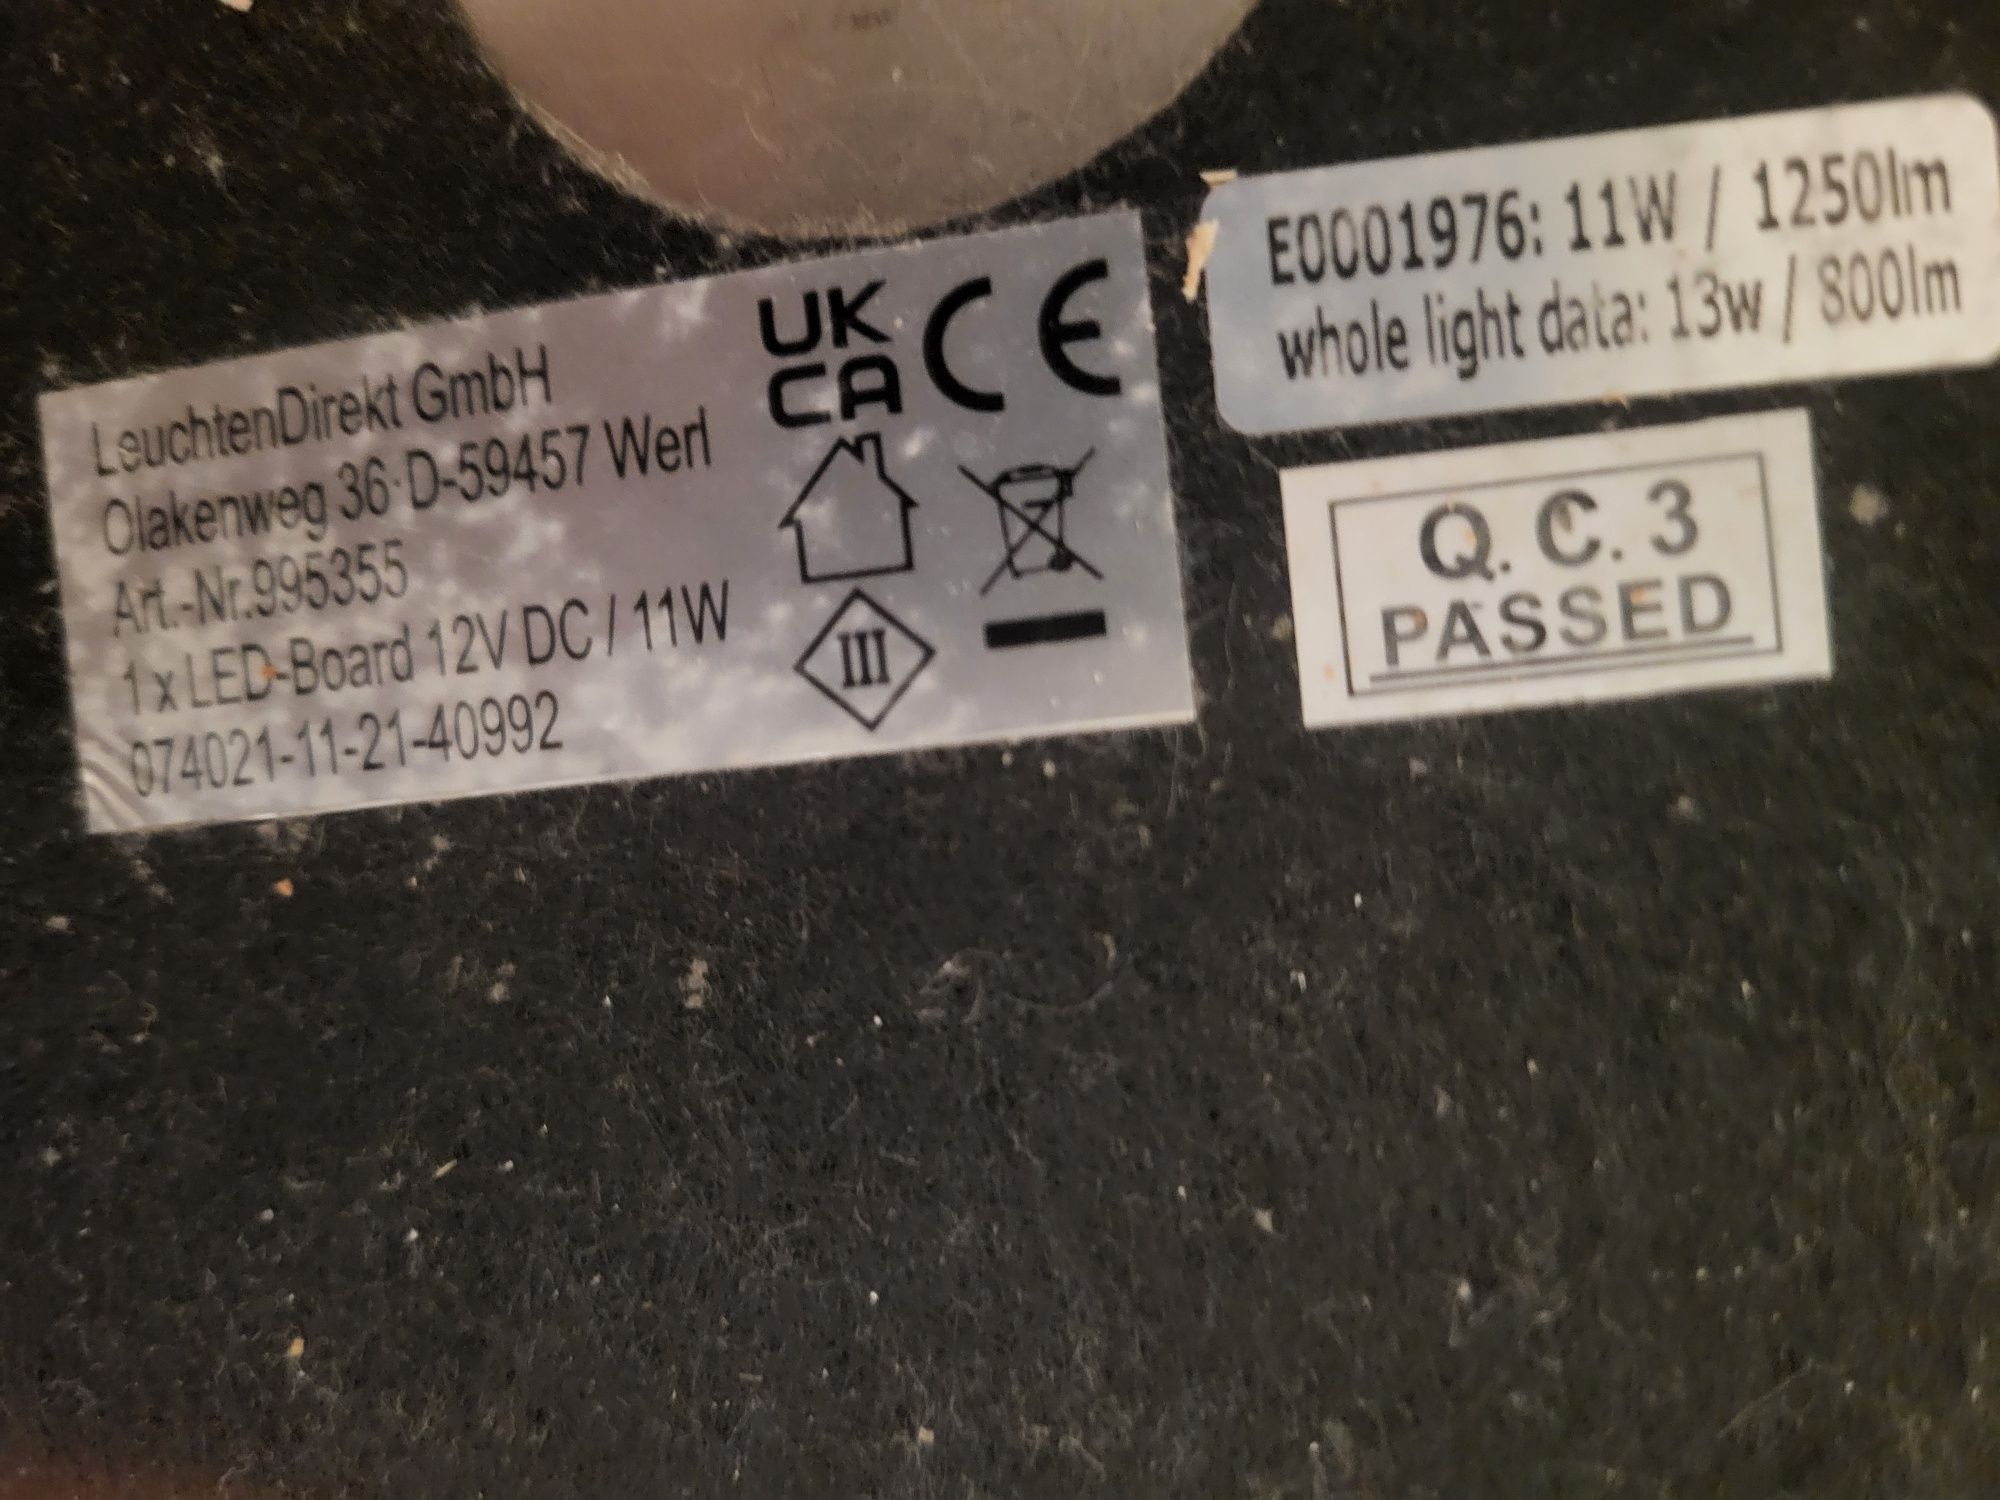 LeuchtenDirekt GmbH
Olakenweg 36·D-59457 Werl
Art.-Nr.995355
1 x LED-Board 12V DC / 11W
074021-11-21-40992
UK
CA
CE
III
E0001976: 11W / 1250lm
whole light data: 13w / 800lm
Q. C. 3
PASSED